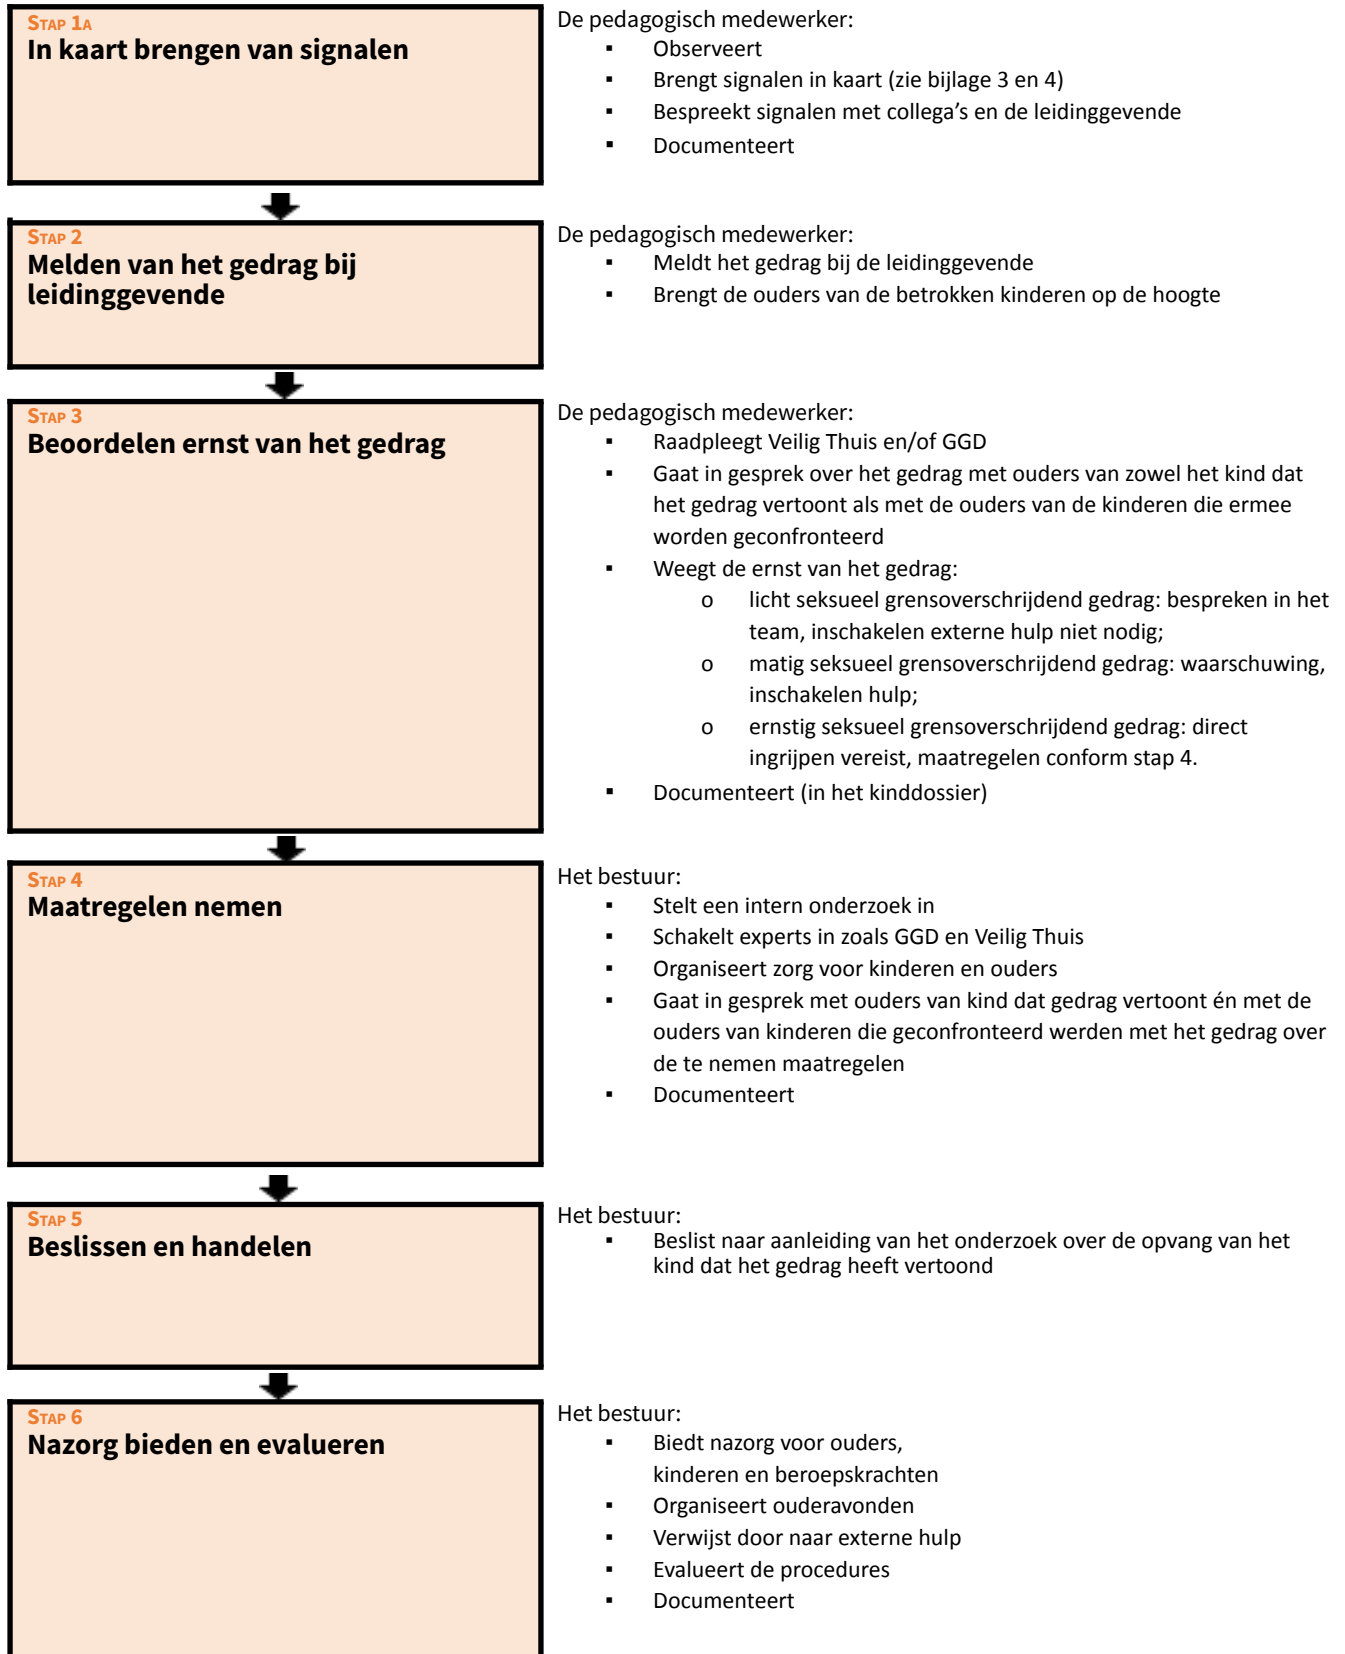 Stap 1a
In kaart brengen van signalen
De pedagogisch medewerker:
▪ Observeert
▪ Brengt signalen in kaart (zie bijlage 3 en 4)
▪ Bespreekt signalen met collega's en de leidinggevende
▪ Documenteert
Stap 2
Melden van het gedrag bij
leidinggevende
De pedagogisch medewerker:
▪ Meldt het gedrag bij de leidinggevende
▪ Brengt de ouders van de betrokken kinderen op de hoogte
Stap 3
Beoordelen ernst van het gedrag
De pedagogisch medewerker:
▪ Raadpleegt Veilig Thuis en/of GGD
▪ Gaat in gesprek over het gedrag met ouders van zowel het kind dat
het gedrag vertoont als met de ouders van de kinderen die ermee
worden geconfronteerd
▪ Weegt de ernst van het gedrag:
o licht seksueel grensoverschrijdend gedrag: bespreken in het
team, inschakelen externe hulp niet nodig;
o matig seksueel grensoverschrijdend gedrag: waarschuwing,
inschakelen hulp;
o ernstig seksueel grensoverschrijdend gedrag: direct
ingrijpen vereist, maatregelen conform stap 4.
▪ Documenteert (in het kinddossier)
Stap 4
Maatregelen nemen
Het bestuur:
▪ Stelt een intern onderzoek in
▪ Schakelt experts in zoals GGD en Veilig Thuis
▪ Organiseert zorg voor kinderen en ouders
▪ Gaat in gesprek met ouders van kind dat gedrag vertoont én met de
ouders van kinderen die geconfronteerd werden met het gedrag over
de te nemen maatregelen
▪ Documenteert
Stap 5
Beslissen en handelen
Het bestuur:
▪ Beslist naar aanleiding van het onderzoek over de opvang van het
kind dat het gedrag heeft vertoond
Stap 6
Nazorg bieden en evalueren
Het bestuur:
▪ Biedt nazorg voor ouders,
kinderen en beroepskrachten
▪ Organiseert ouderavonden
▪ Verwijst door naar externe hulp
▪ Evalueert de procedures
▪ Documenteert